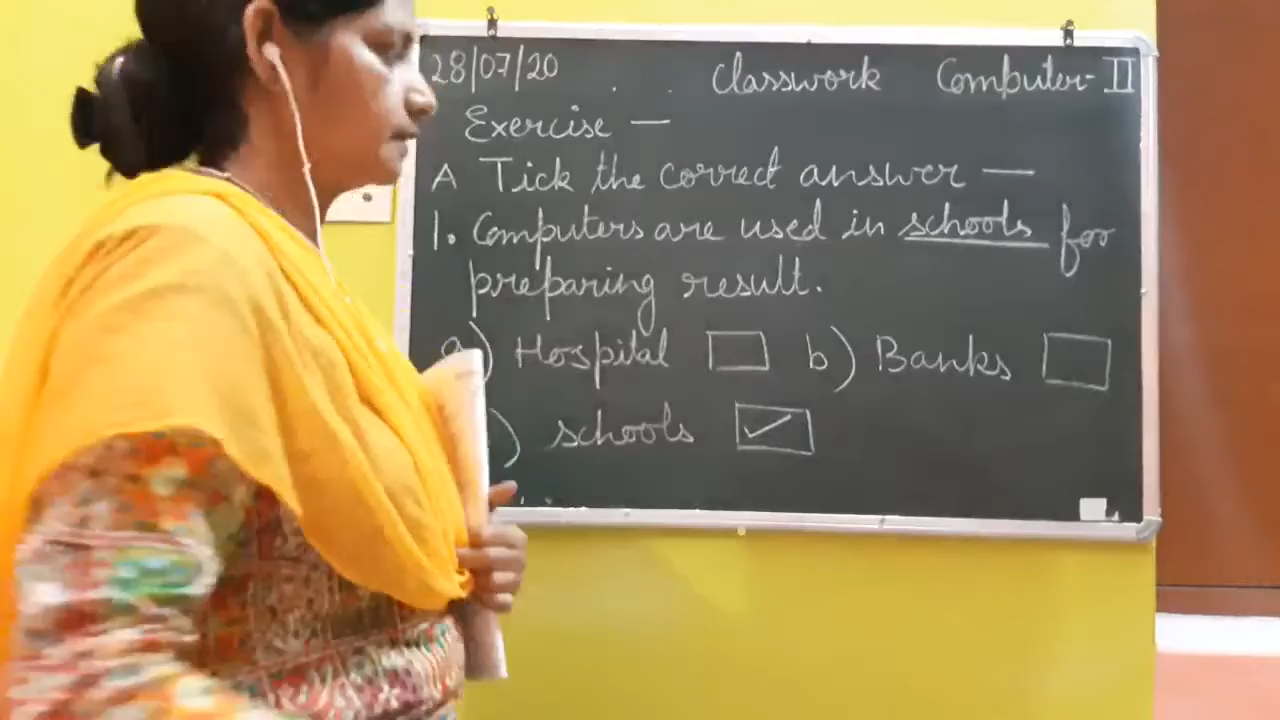 28/07/20 Classwork Computer-II
Exercise —
A Tick the correct answer —
1. Computers are used in schools for
preparing result.
a) Hospital b) Banks
) schools ✓